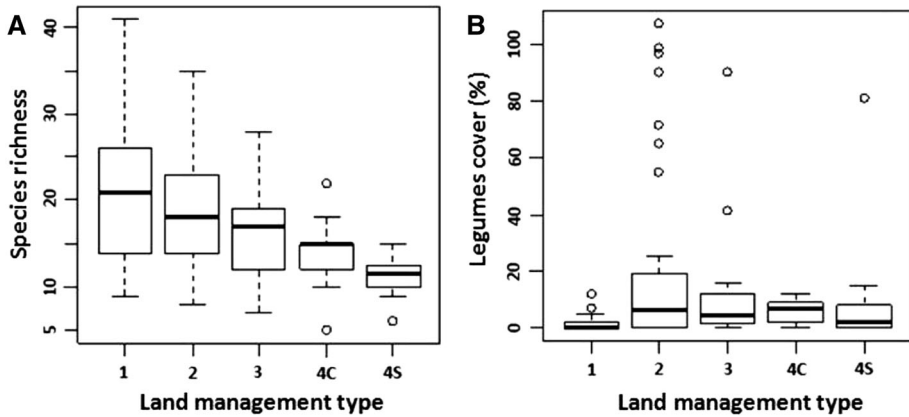 A
Species richness
40
30
20
10
5
1 2 3 4C 4S
Land management type
B
Legumes cover (%)
100
80
60
40
20
0
1 2 3 4C 4S
Land management type